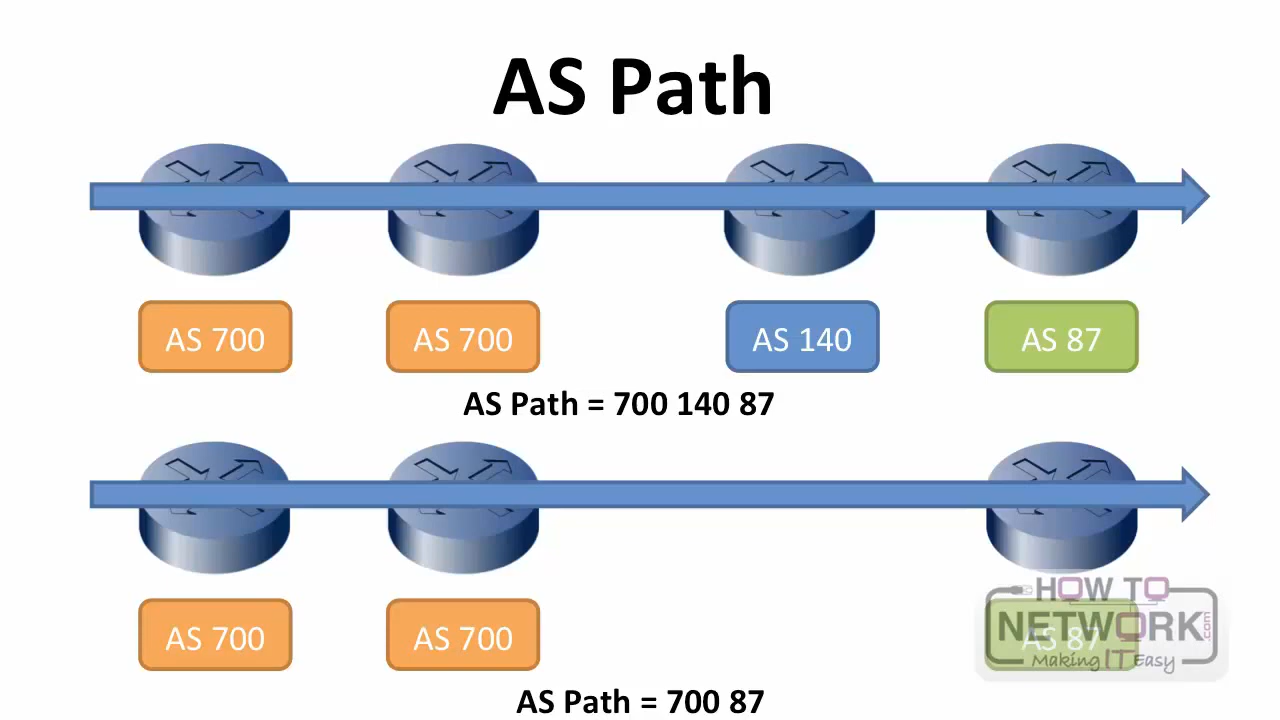 AS Path
AS 700
AS 700
AS 140
AS 87
AS Path = 700 140 87
AS 700
AS 700
AS 87
HOW TO
NETWORK.com
Making IT Easy
AS Path = 700 87